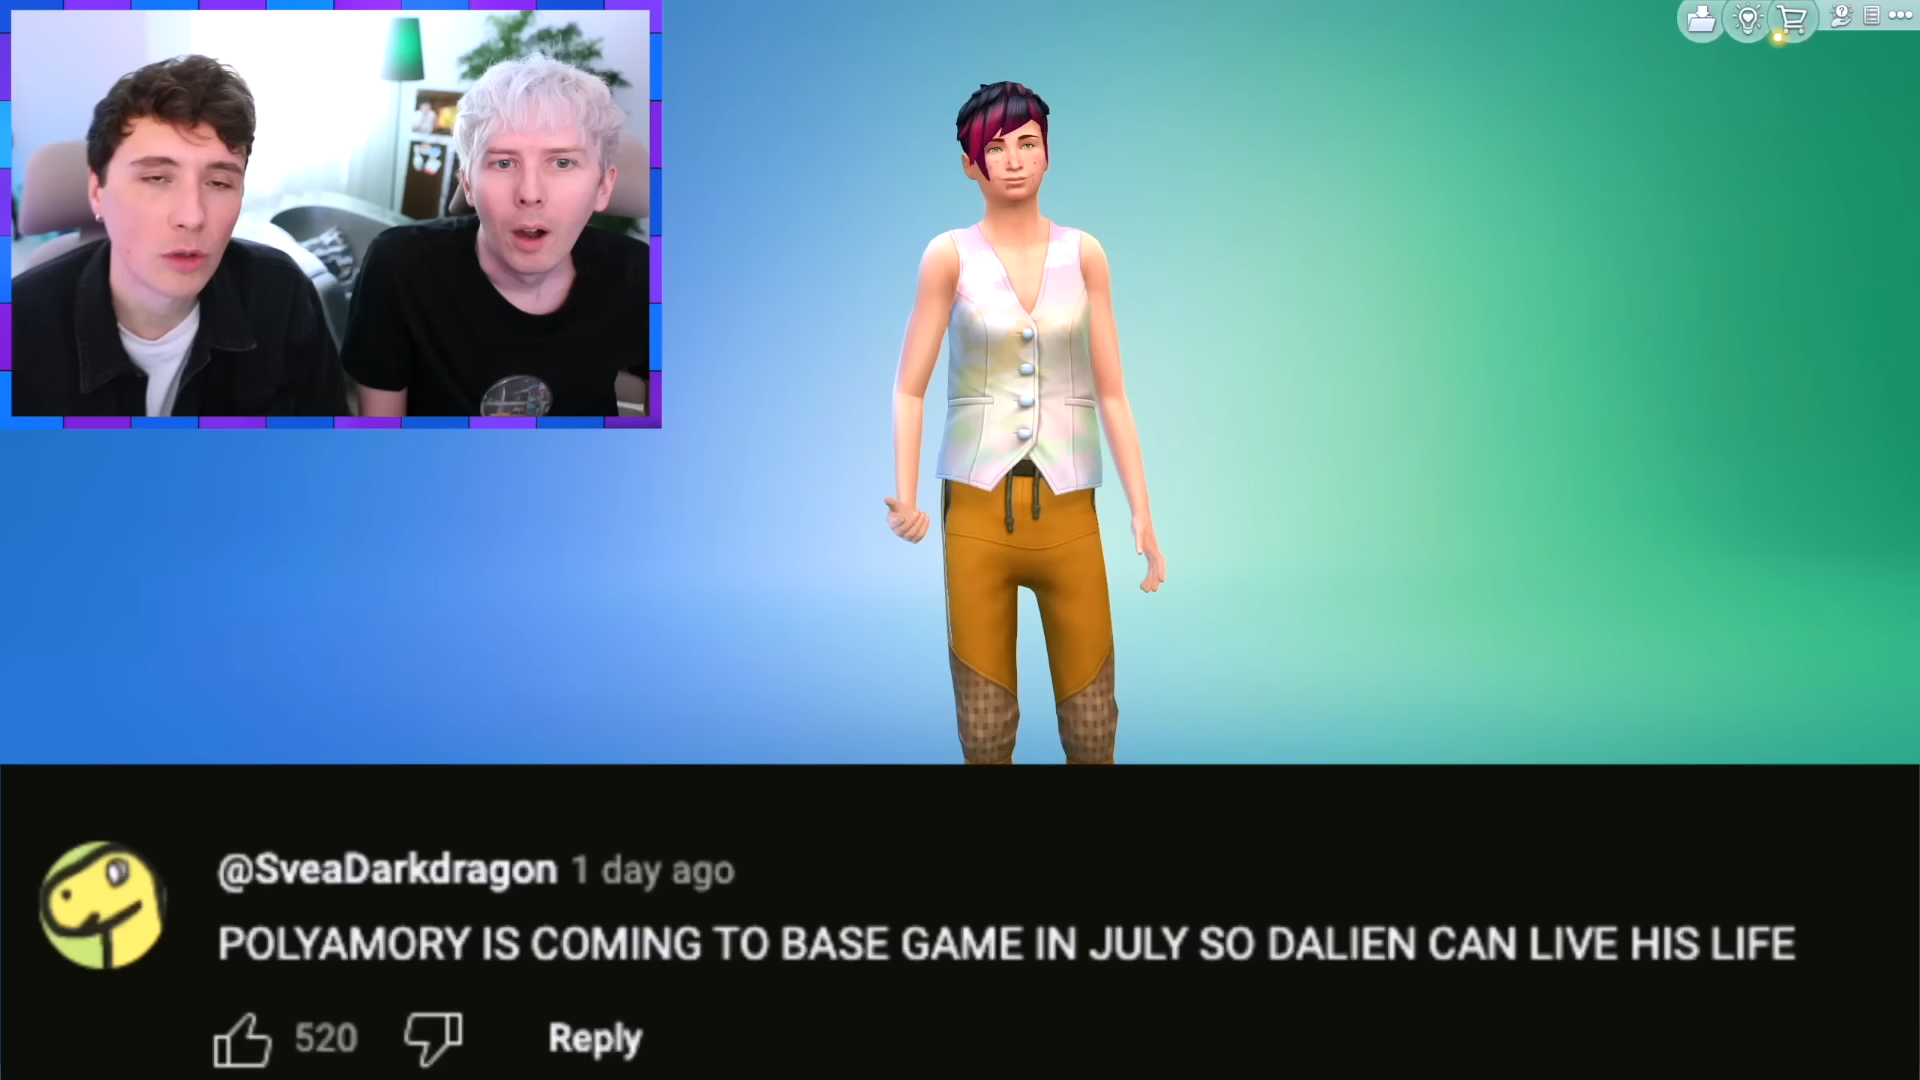 @SveaDarkdragon 1 day ago
POLYAMORY IS COMING TO BASE GAME IN JULY SO DALIEN CAN LIVE HIS LIFE
520 Reply